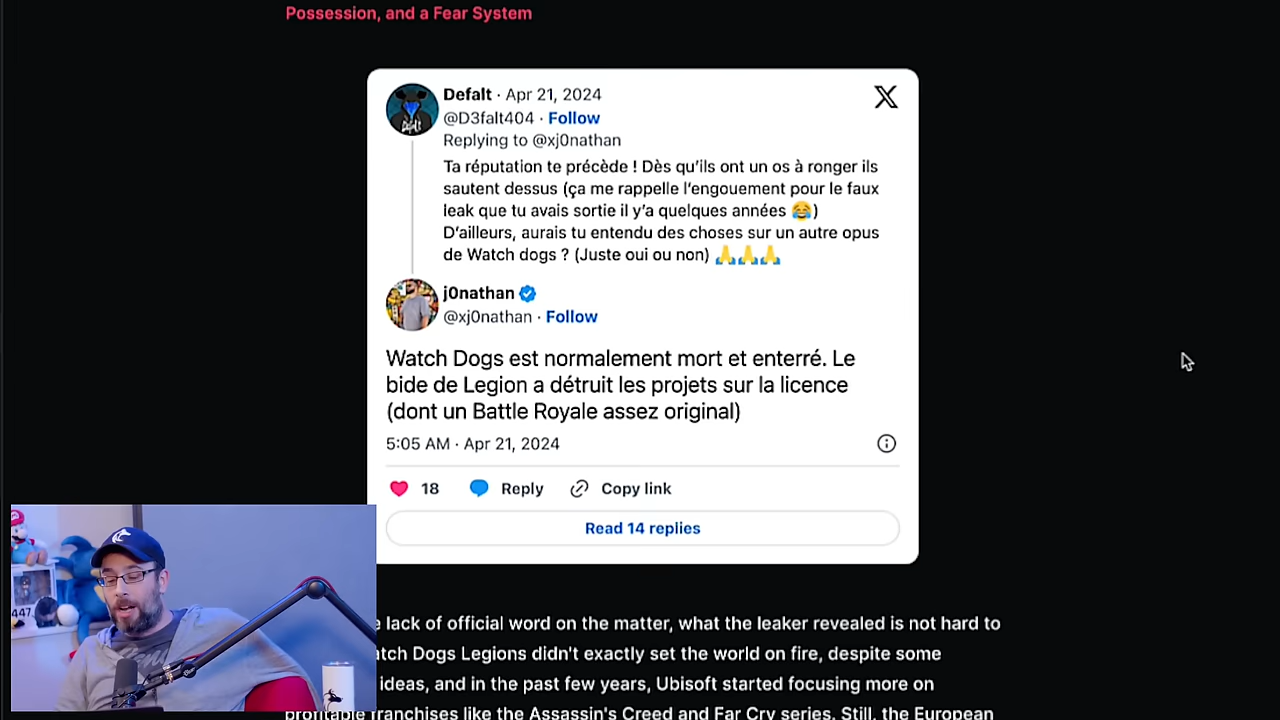 Possession, and a Fear System
Defalt · Apr 21, 2024
@D3falt404 · Follow
Replying to @xj0nathan
Ta réputation te précède ! Dès qu'ils ont un os à ronger ils
sautent dessus (ça me rappelle l'engouement pour le faux
leak que tu avais sortie il y'a quelques années 😂)
D'ailleurs, aurais tu entendu des choses sur un autre opus
de Watch dogs ? (Juste oui ou non) 🙏🙏🙏
j0nathan
@xj0nathan · Follow
Watch Dogs est normalement mort et enterré. Le
bide de Legion a détruit les projets sur la licence
(dont un Battle Royale assez original)
5:05 AM · Apr 21, 2024
18 Reply Copy link
Read 14 replies
lack of official word on the matter, what the leaker revealed is not hard to
atch Dogs Legions didn't exactly set the world on fire, despite some
ideas, and in the past few years, Ubisoft started focusing more on
profitable franchises like the Assassin's Creed and Far Cry series. Still, the European
447